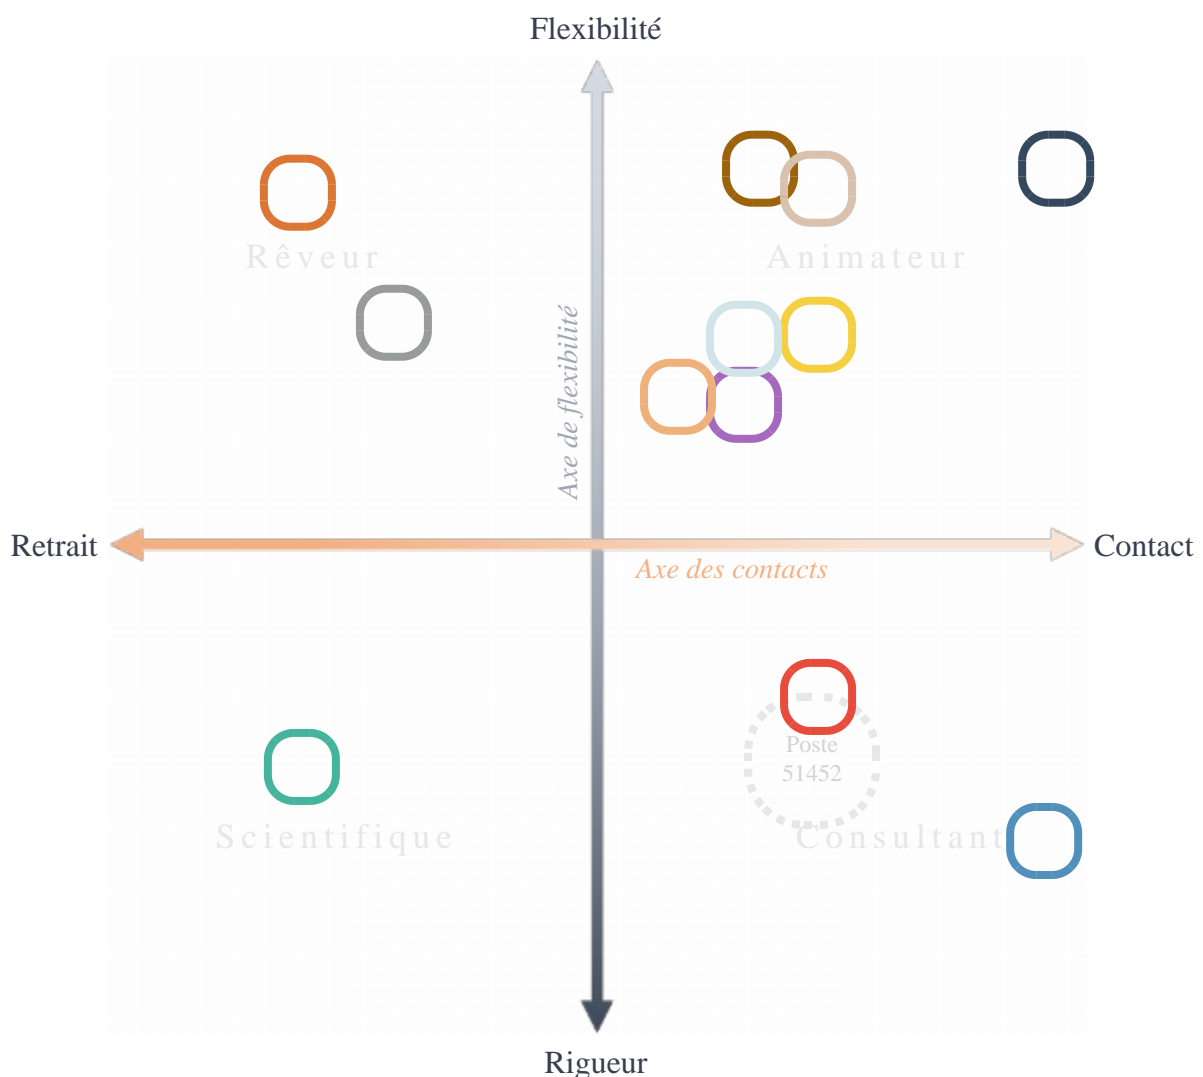 Flexibilité
Rêveur
Animateur
Axe de flexibilité
Retrait
Contact
Axe des contacts
Poste
51452
Scientifique
Consultant
Rigueur